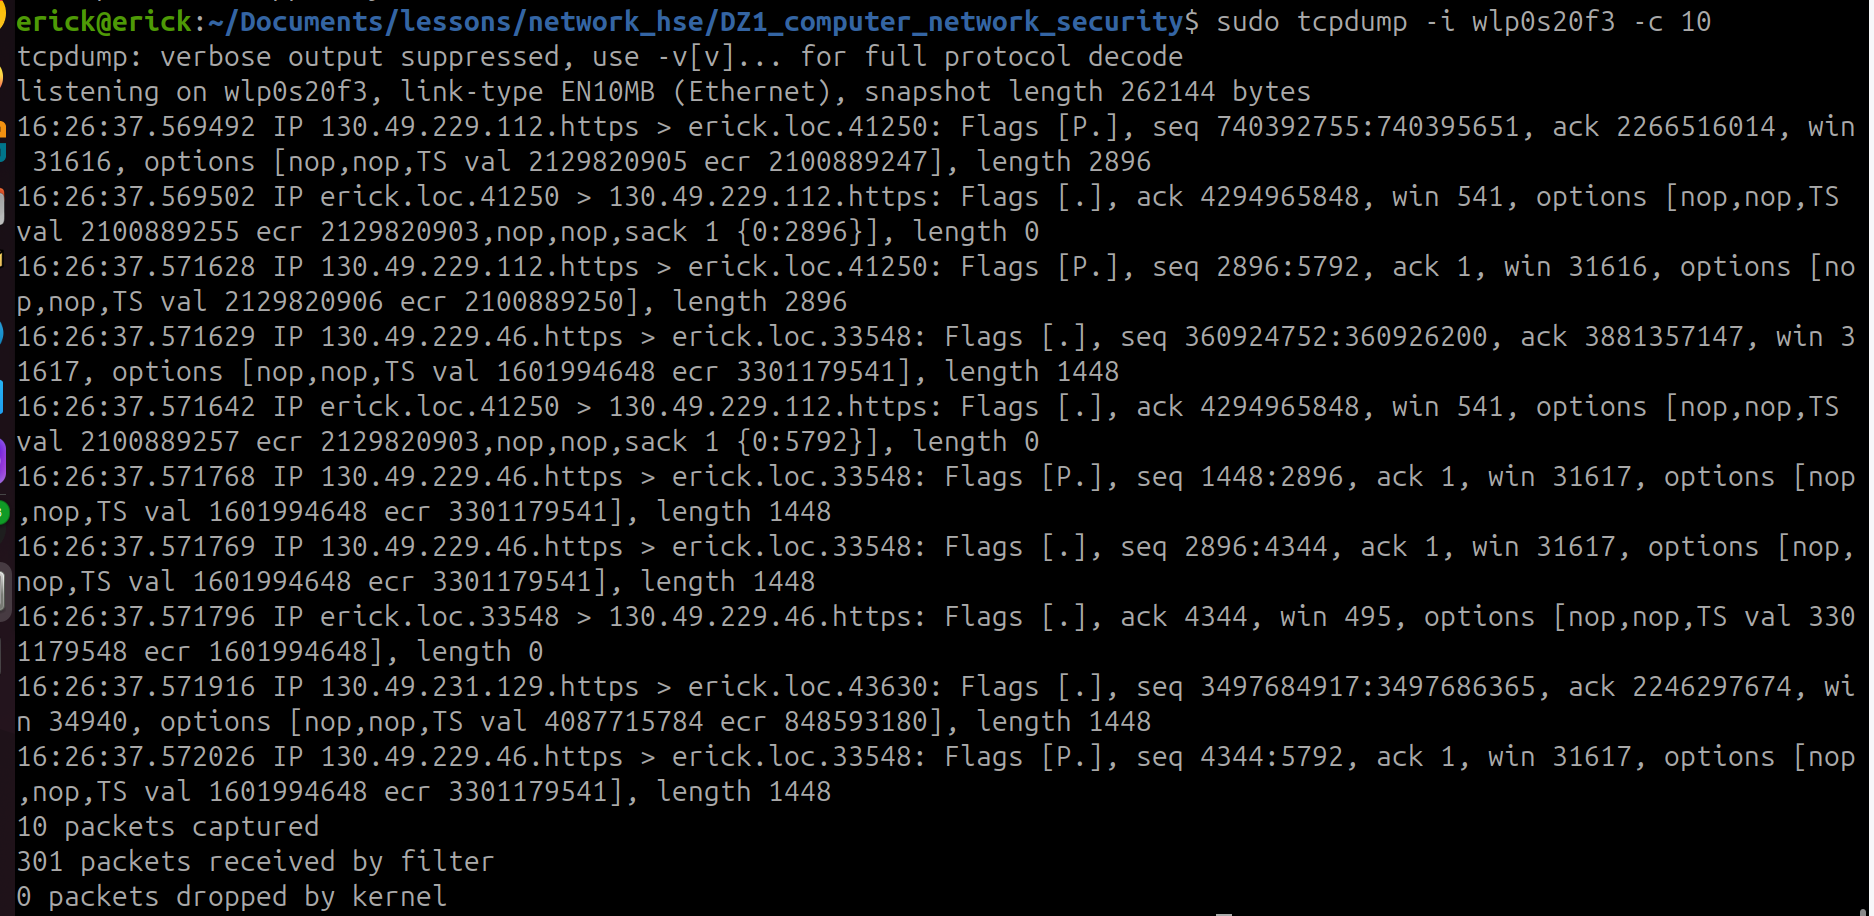 erick@erick:~/Documents/lessons/network_hse/DZ1_computer_network_security$ sudo tcpdump -i wlp0s20f3 -c 10
tcpdump: verbose output suppressed, use -v[v]... for full protocol decode
listening on wlp0s20f3, link-type EN10MB (Ethernet), snapshot length 262144 bytes
16:26:37.569492 IP 130.49.229.112.https > erick.loc.41250: Flags [P.], seq 740392755:740395651, ack 2266516014, win
 31616, options [nop,nop,TS val 2129820905 ecr 2100889247], length 2896
16:26:37.569502 IP erick.loc.41250 > 130.49.229.112.https: Flags [.], ack 4294965848, win 541, options [nop,nop,TS
val 2100889255 ecr 2129820903,nop,nop,sack 1 {0:2896}], length 0
16:26:37.571628 IP 130.49.229.112.https > erick.loc.41250: Flags [P.], seq 2896:5792, ack 1, win 31616, options [no
p,nop,TS val 2129820906 ecr 2100889250], length 2896
16:26:37.571629 IP 130.49.229.46.https > erick.loc.33548: Flags [.], seq 360924752:360926200, ack 3881357147, win 3
1617, options [nop,nop,TS val 1601994648 ecr 3301179541], length 1448
16:26:37.571642 IP erick.loc.41250 > 130.49.229.112.https: Flags [.], ack 4294965848, win 541, options [nop,nop,TS
val 2100889257 ecr 2129820903,nop,nop,sack 1 {0:5792}], length 0
16:26:37.571768 IP 130.49.229.46.https > erick.loc.33548: Flags [P.], seq 1448:2896, ack 1, win 31617, options [nop
,nop,TS val 1601994648 ecr 3301179541], length 1448
16:26:37.571769 IP 130.49.229.46.https > erick.loc.33548: Flags [.], seq 2896:4344, ack 1, win 31617, options [nop,
nop,TS val 1601994648 ecr 3301179541], length 1448
16:26:37.571796 IP erick.loc.33548 > 130.49.229.46.https: Flags [.], ack 4344, win 495, options [nop,nop,TS val 330
1179548 ecr 1601994648], length 0
16:26:37.571916 IP 130.49.231.129.https > erick.loc.43630: Flags [.], seq 3497684917:3497686365, ack 2246297674, wi
n 34940, options [nop,nop,TS val 4087715784 ecr 848593180], length 1448
16:26:37.572026 IP 130.49.229.46.https > erick.loc.33548: Flags [P.], seq 4344:5792, ack 1, win 31617, options [nop
,nop,TS val 1601994648 ecr 3301179541], length 1448
10 packets captured
301 packets received by filter
0 packets dropped by kernel